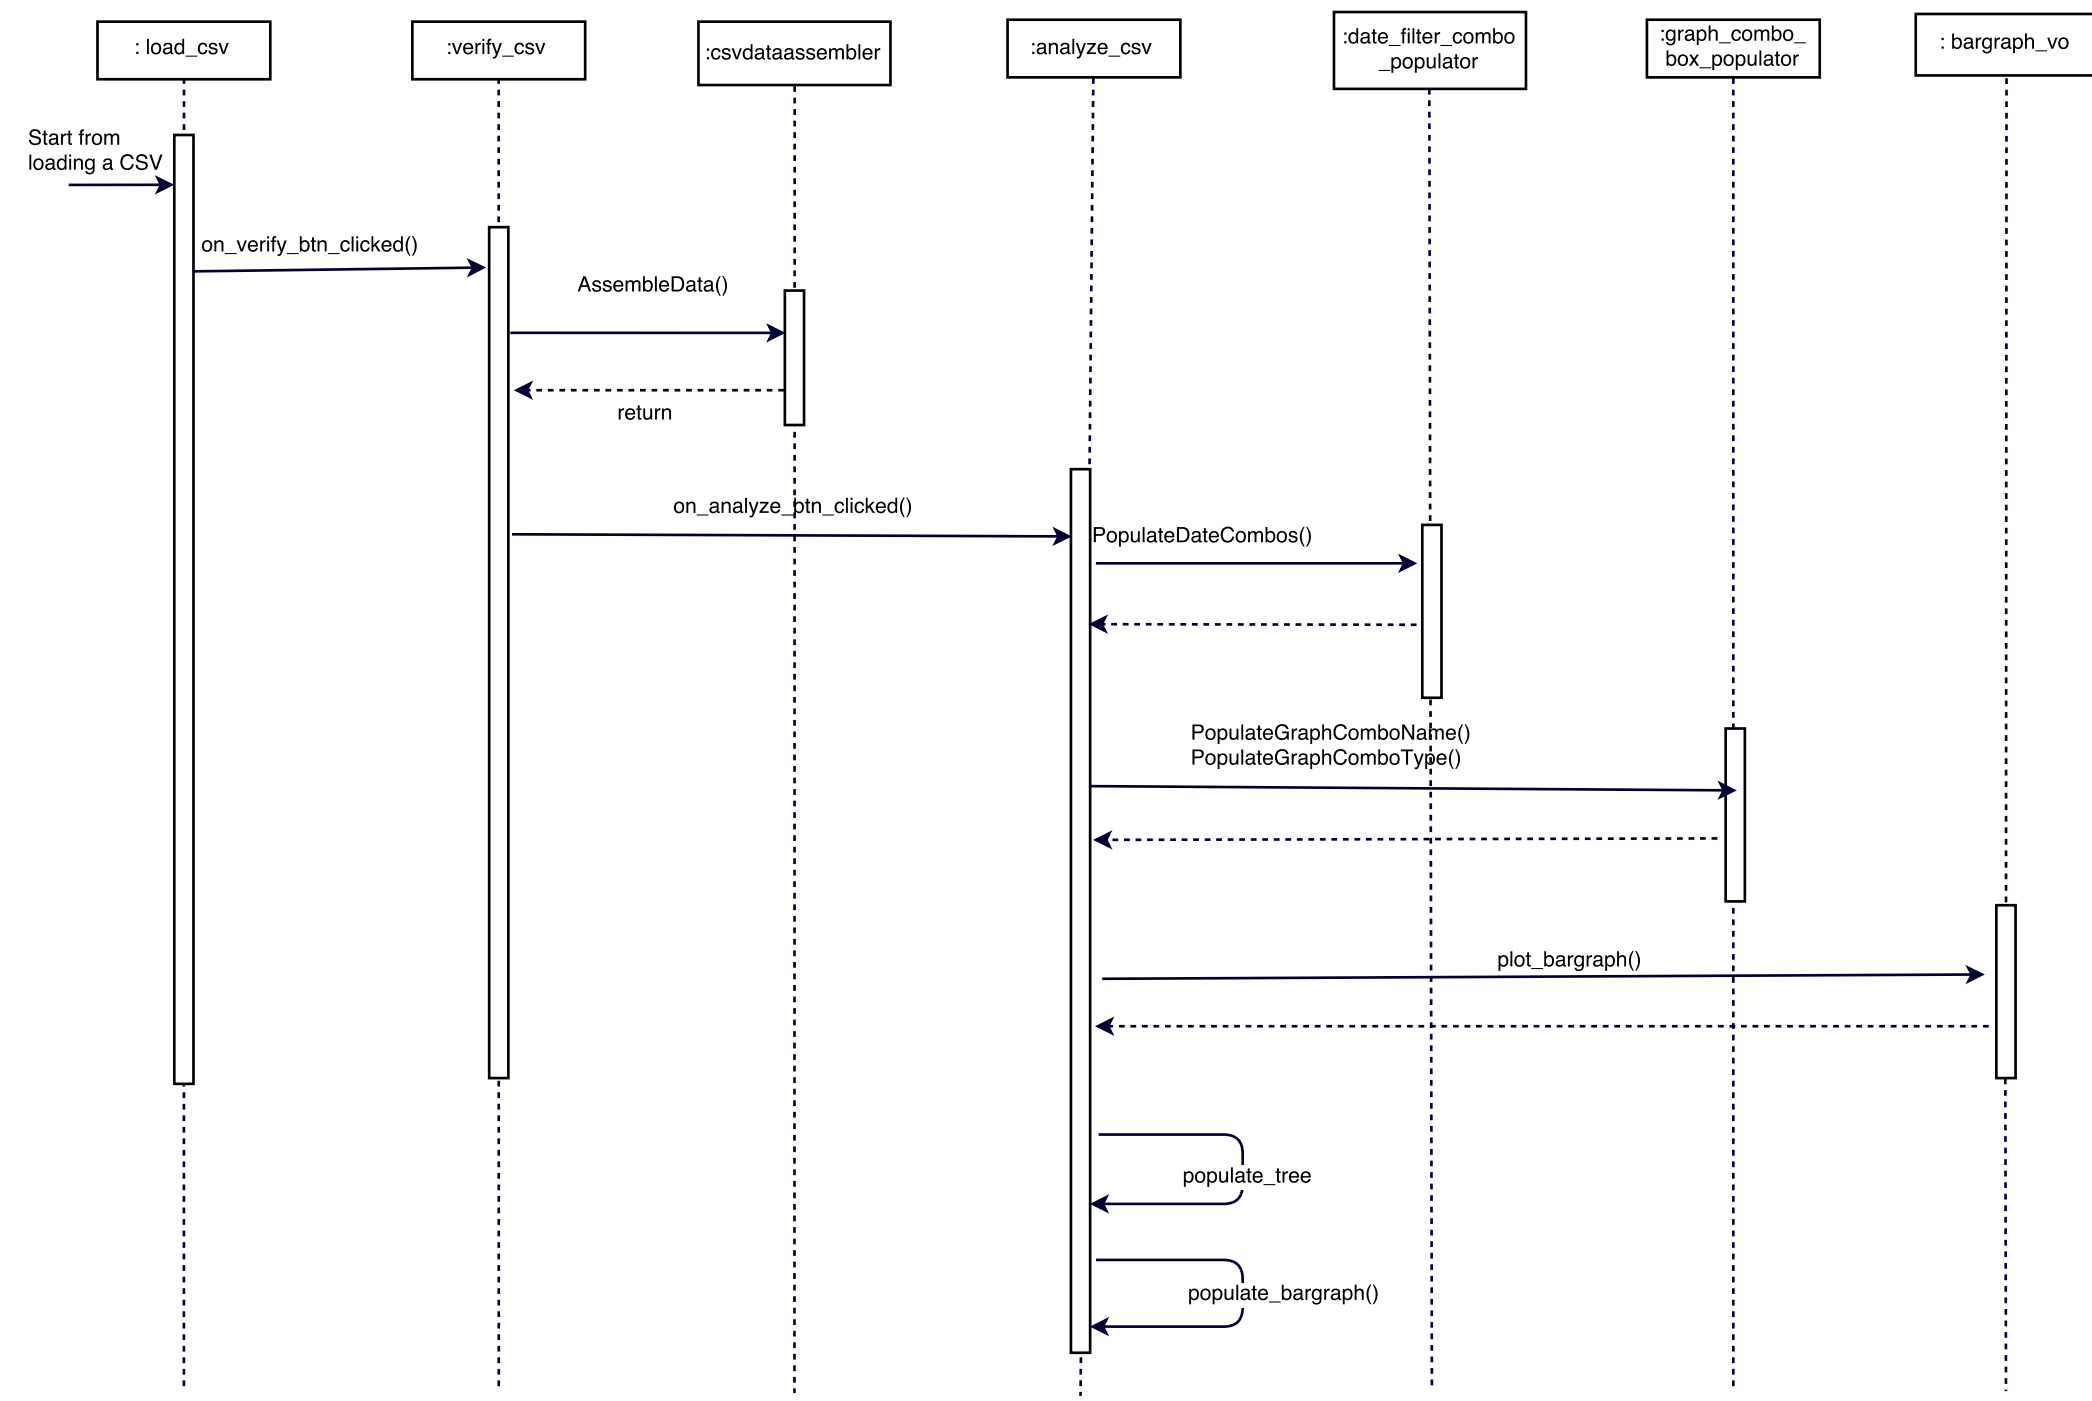 : load_csv
:verify_csv
:csvdataassembler
:analyze_csv
:date_filter_combo
_populator
:graph_combo_
box_populator
: bargraph_vo
Start from
loading a CSV
on_verify_btn_clicked()
AssembleData()
return
on_analyze_btn_clicked()
PopulateDateCombos()
PopulateGraphComboName()
PopulateGraphComboType()
plot_bargraph()
populate_tree
populate_bargraph()